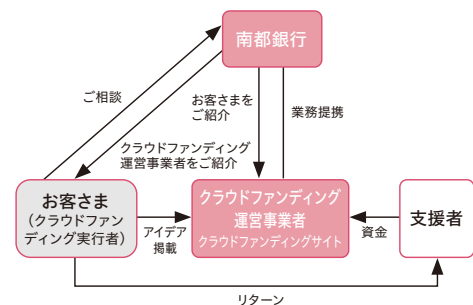 南都銀行
ご相談
お客さまを
ご紹介
業務提携
クラウドファンディング
運営事業者をご紹介
お客さま
（クラウドファン
ディング実行者）
アイデア
掲載
クラウドファンディング
運営事業者
クラウドファンディングサイト
資金
支援者
リターン